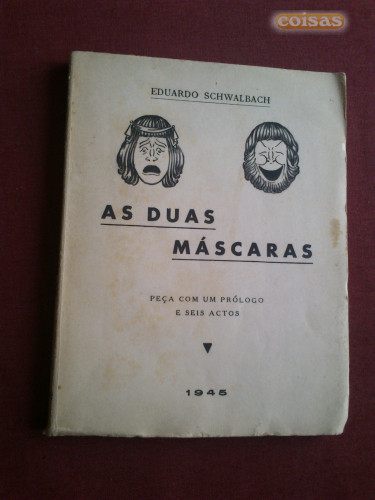 coisas
EDUARDO SCHWALBACH
AS DUAS
MÁSCARAS
PEÇA COM UM PRÓLOGO
E SEIS ACTOS
1945